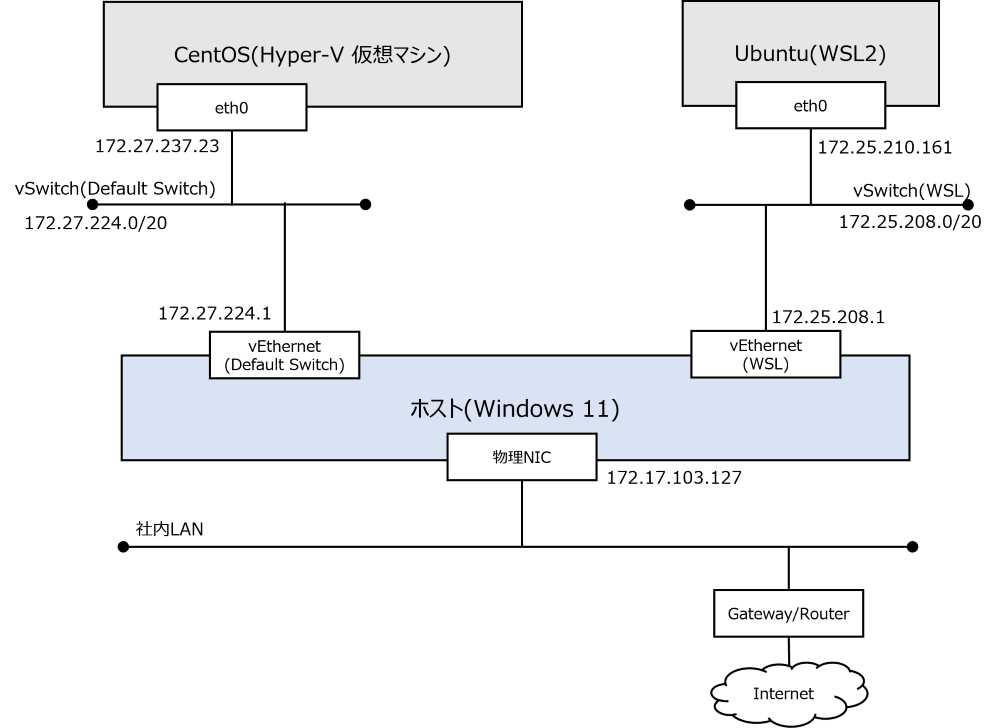 CentOS(Hyper-V 仮想マシン)
Ubuntu(WSL2)
eth0
eth0
172.27.237.23
172.25.210.161
vSwitch(Default Switch)
vSwitch(WSL)
172.27.224.0/20
172.25.208.0/20
172.27.224.1
172.25.208.1
vEthernet
(Default Switch)
vEthernet
(WSL)
ホスト(Windows 11)
物理NIC
172.17.103.127
社内LAN
Gateway/Router
Internet